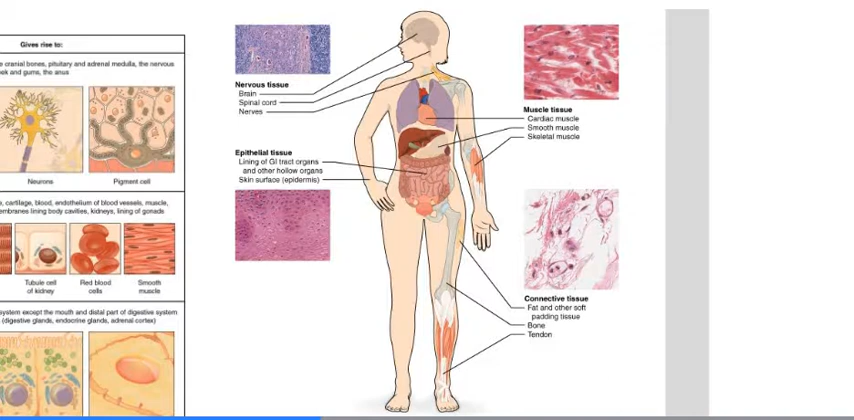 Gives rise to:
cranial bones, pituitary and adrenal medulla, the nervous
and gums, the anus
Neurons
Pigment cell
cartilage, blood, endothelium of blood vessels, muscle,
lining body cavities, kidneys, lining of gonads
Tubule cell
of kidney
Red blood
cells
Smooth
muscle
system except the mouth and distal part of digestive system
(digestive glands, endocrine glands, adrenal cortex)
Nervous tissue
Brain
Spinal cord
Nerves
Epithelial tissue
Lining of GI tract organs
and other hollow organs
Skin surface (epidermis)
Muscle tissue
Cardiac muscle
Smooth muscle
Skeletal muscle
Connective tissue
Fat and other soft
padding tissue
Bone
Tendon